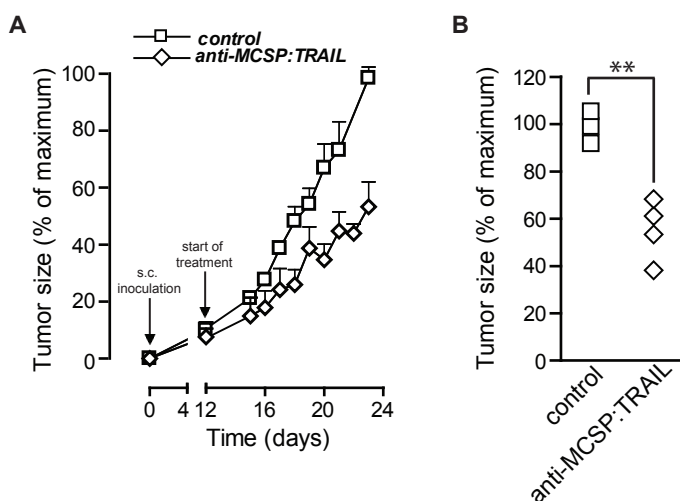 A
control
anti-MCSP:TRAIL
Tumor size (% of maximum)
100
80
60
40
20
0
s.c.
inoculation
start of
treatment
0 4 12 16 20 24
Time (days)
B
**
Tumor size (% of maximum)
120
100
80
60
40
20
0
control
anti-MCSP:TRAIL